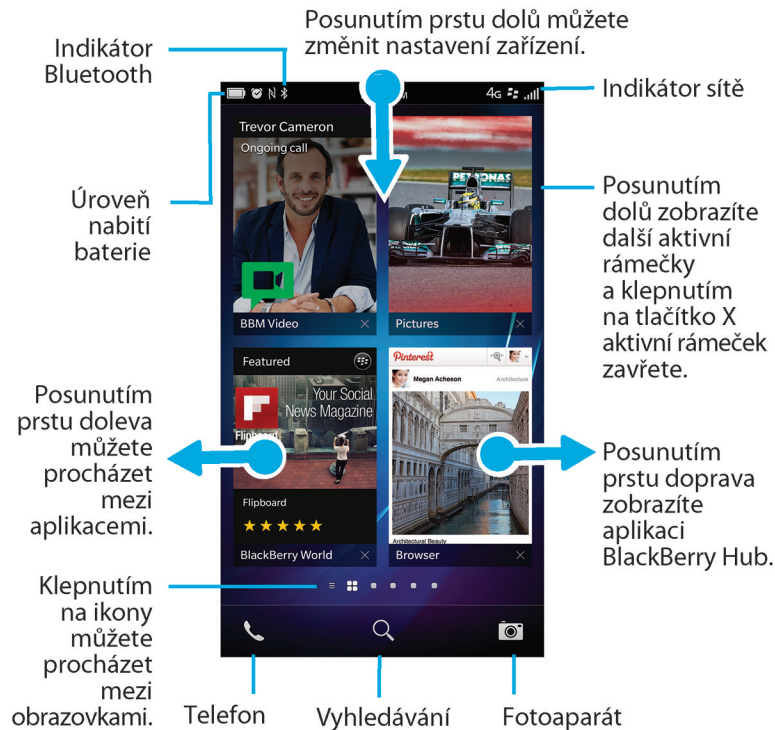 Posunutím prstu dolů můžete
změnit nastavení zařízení.
Indikátor
Bluetooth
4G
Indikátor sítě
Úroveň
nabití
baterie
Trevor Cameron
Ongoing call
BBM Video
PETRONAS
Pictures
Posunutím
dolů zobrazíte
další aktivní
rámečky
a klepnutím
na tlačítko X
aktivní rámeček
zavřete.
Posunutím
prstu doleva
můžete
procházet
mezi
aplikacemi.
Featured
Your Social
News Magazine
Flipboard
Flipboard
BlackBerry World
Pinterest
Megan Acheson
Architecture
Architectural Beauty
Browser
Posunutím
prstu doprava
zobrazíte
aplikaci
BlackBerry Hub.
Klepnutím
na ikony
můžete
procházet
mezi
obrazovkami.
Telefon
Vyhledávání
Fotoaparát